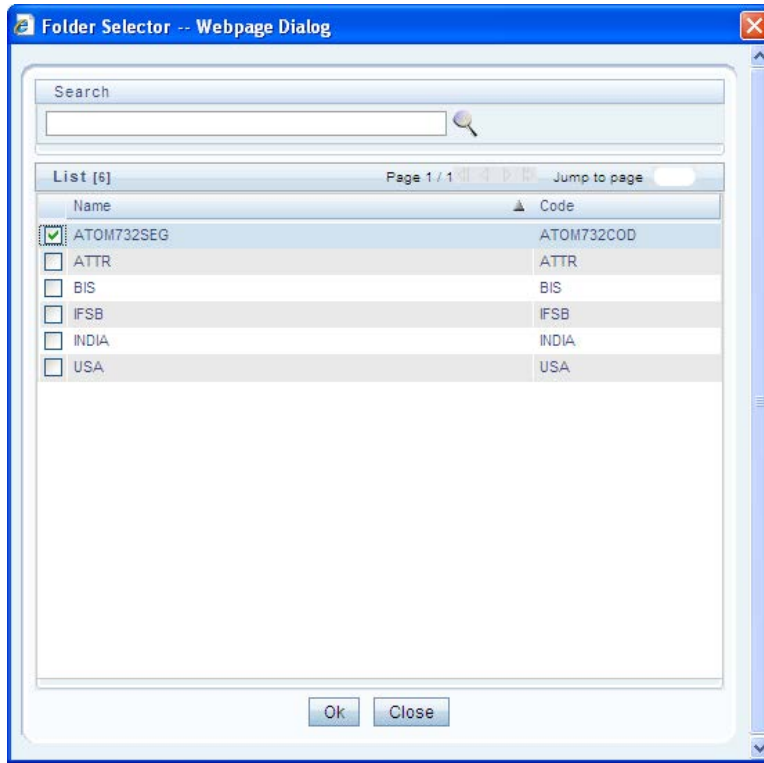 Folder Selector -- Webpage Dialog
Search
List [6] Page 1 / 1 Jump to page
Name Code
ATOM732SEG ATOM732COD
ATTR ATTR
BIS BIS
IFSB IFSB
INDIA INDIA
USA USA
Ok Close